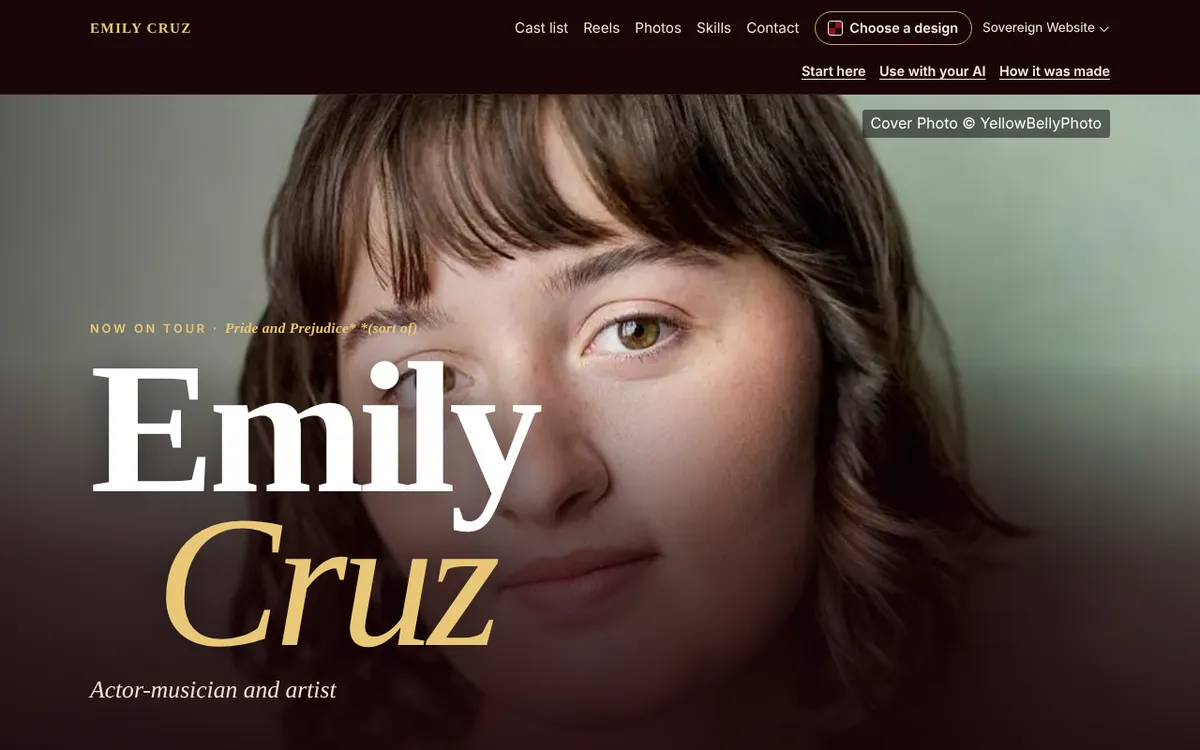 EMILY CRUZ
Cast list Reels Photos Skills Contact Choose a design Sovereign Website
Start here Use with your AI How it was made
Cover Photo © YellowBellyPhoto
NOW ON TOUR · Pride and Prejudice* *(sort of)
Emily
Cruz
Actor-musician and artist